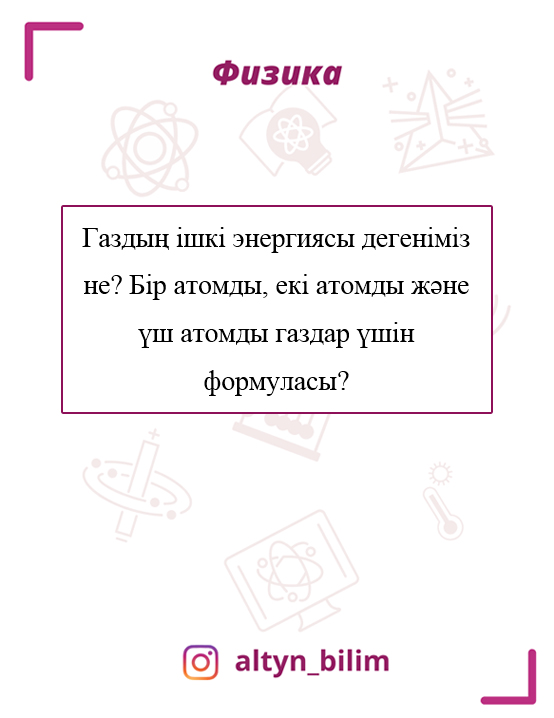 Физика
Газдың ішкі энергиясы дегеніміз
не? Бір атомды, екі атомды және
үш атомды газдар үшін
формуласы?
altyn_bilim